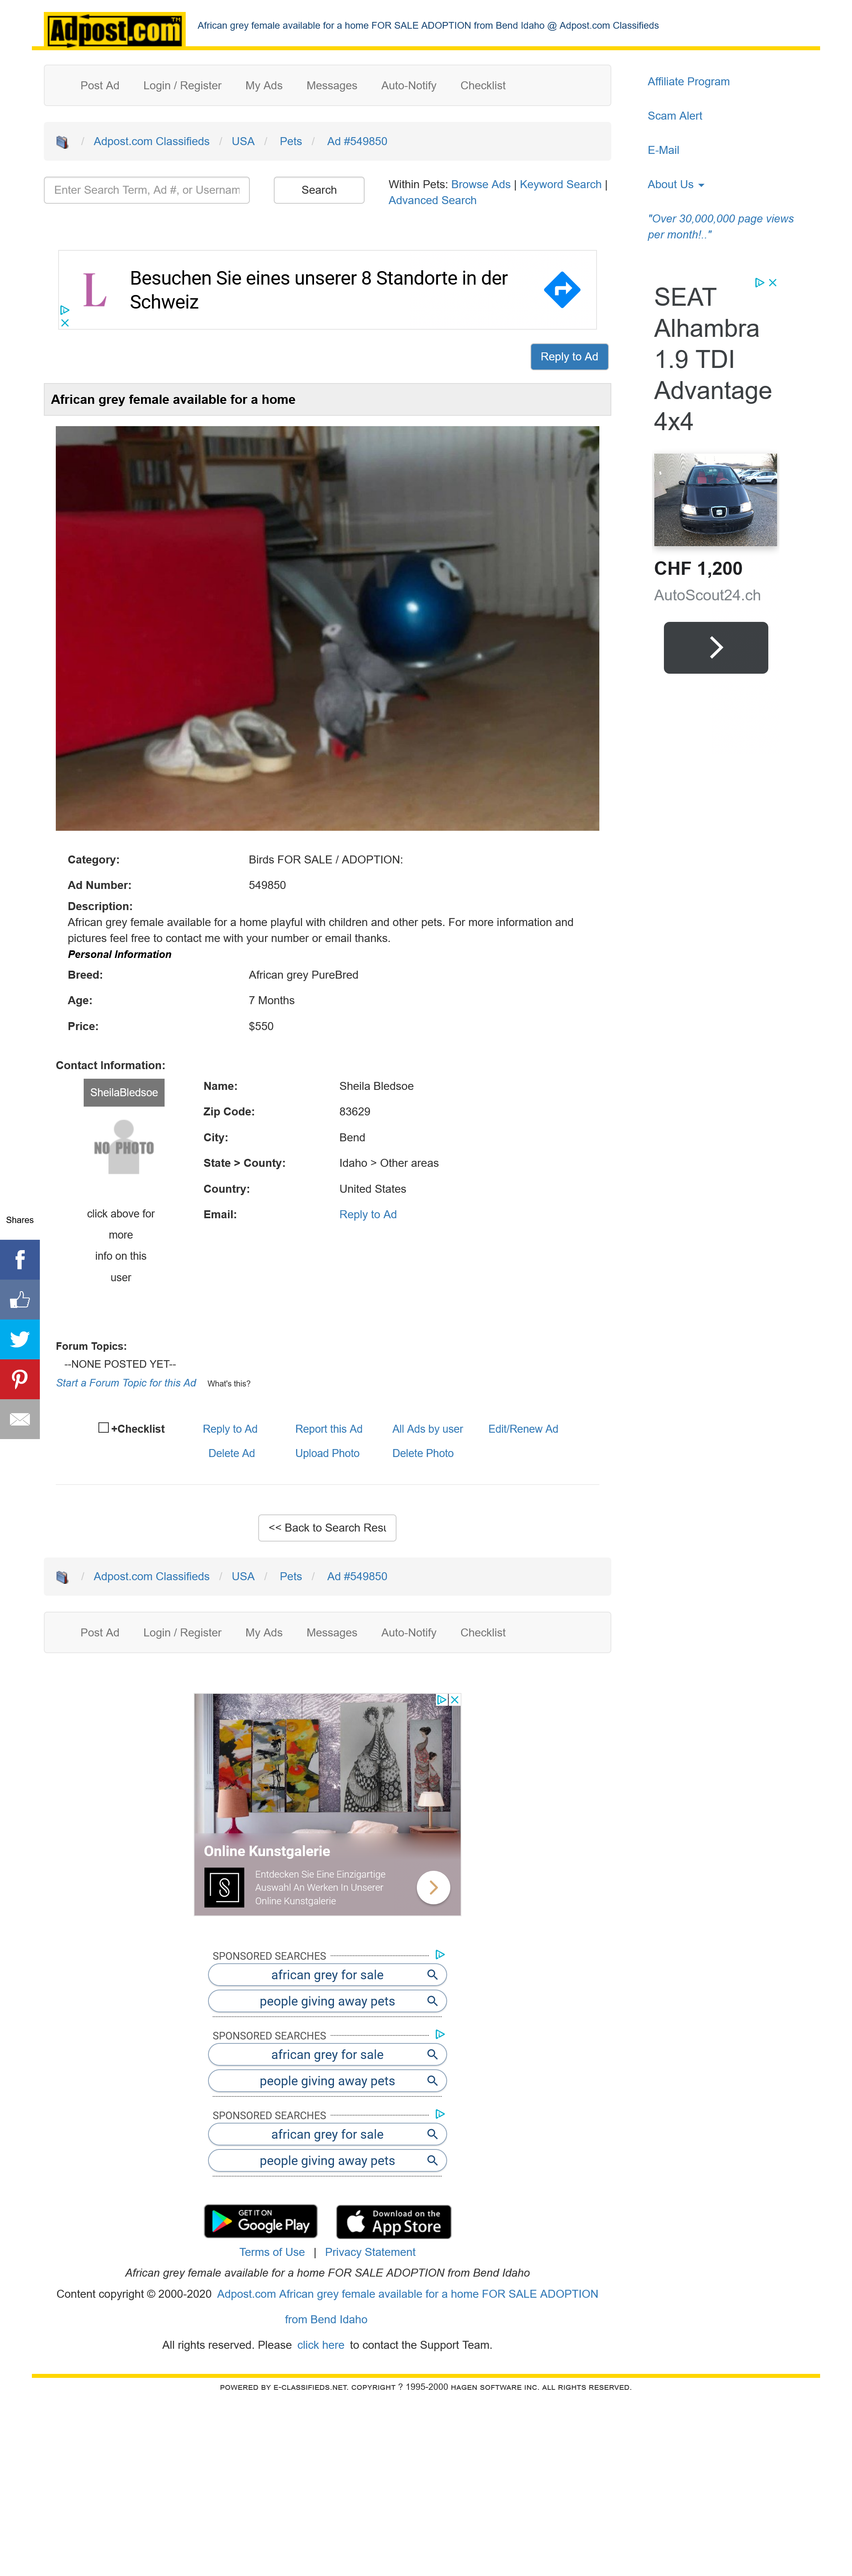 Adpost.com TM
African grey female available for a home FOR SALE ADOPTION from Bend Idaho @ Adpost.com Classifieds
Post Ad Login / Register My Ads Messages Auto-Notify Checklist
/ Adpost.com Classifieds / USA / Pets / Ad #549850
Enter Search Term, Ad #, or Usernam
Search
Within Pets: Browse Ads | Keyword Search |
Advanced Search
Affiliate Program
Scam Alert
E-Mail
About Us
"Over 30,000,000 page views
per month!.."
L
Besuchen Sie eines unserer 8 Standorte in der
Schweiz
SEAT
Alhambra
1.9 TDI
Advantage
4x4
CHF 1,200
AutoScout24.ch
Reply to Ad
African grey female available for a home
Category: Birds FOR SALE / ADOPTION:
Ad Number: 549850
Description:
African grey female available for a home playful with children and other pets. For more information and
pictures feel free to contact me with your number or email thanks.
Personal Information
Breed: African grey PureBred
Age: 7 Months
Price: $550
Contact Information:
SheilaBledsoe
NO PHOTO
click above for
more
info on this
user
Name: Sheila Bledsoe
Zip Code: 83629
City: Bend
State > County: Idaho > Other areas
Country: United States
Email: Reply to Ad
Shares
Forum Topics:
--NONE POSTED YET--
Start a Forum Topic for this Ad What's this?
+Checklist Reply to Ad Report this Ad All Ads by user Edit/Renew Ad
Delete Ad Upload Photo Delete Photo
<< Back to Search Resu
/ Adpost.com Classifieds / USA / Pets / Ad #549850
Post Ad Login / Register My Ads Messages Auto-Notify Checklist
Online Kunstgalerie
Entdecken Sie Eine Einzigartige
Auswahl An Werken In Unserer
Online Kunstgalerie
SPONSORED SEARCHES
african grey for sale
people giving away pets
SPONSORED SEARCHES
african grey for sale
people giving away pets
SPONSORED SEARCHES
african grey for sale
people giving away pets
GET IT ON
Google Play
Download on the
App Store
Terms of Use | Privacy Statement
African grey female available for a home FOR SALE ADOPTION from Bend Idaho
Content copyright © 2000-2020 Adpost.com African grey female available for a home FOR SALE ADOPTION
from Bend Idaho
All rights reserved. Please click here to contact the Support Team.
POWERED BY E-CLASSIFIEDS.NET. COPYRIGHT ? 1995-2000 HAGEN SOFTWARE INC. ALL RIGHTS RESERVED.